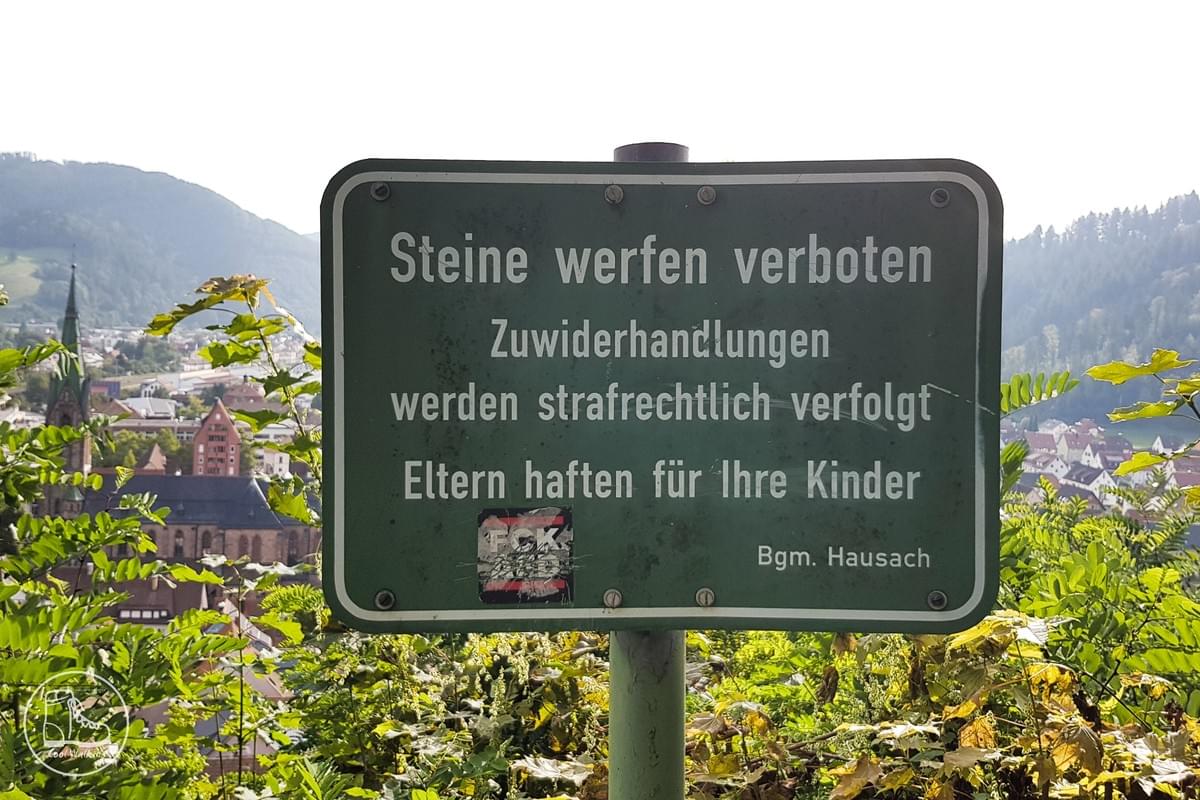 Steine werfen verboten
Zuwiderhandlungen
werden strafrechtlich verfolgt
Eltern haften für Ihre Kinder
FCK
Bgm. Hausach